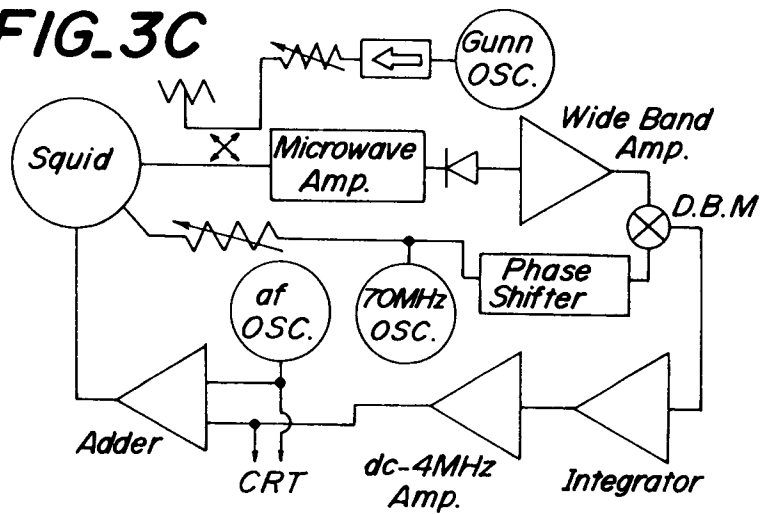 FIG_3C
Gunn
OSC.
Squid
Microwave
Amp.
Wide Band
Amp.
D.B.M
Phase
Shifter
af
OSC.
70MHz
OSC.
Adder
CRT
dc-4MHz
Amp.
Integrator